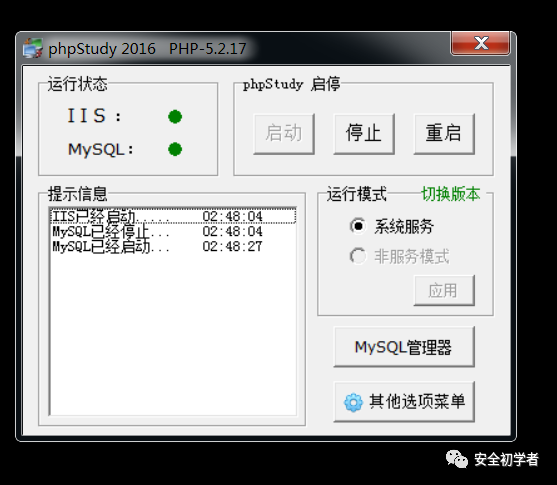 phpStudy 2016 PHP-5.2.17
运行状态
IIS：
MySQL：
phpStudy 启停
启动 停止 重启
提示信息
IIS已经启动..... 02:48:04
MySQL已经停止... 02:48:04
MySQL已经启动... 02:48:27
运行模式 切换版本
系统服务
非服务模式
应用
MySQL管理器
其他选项菜单
安全初学者